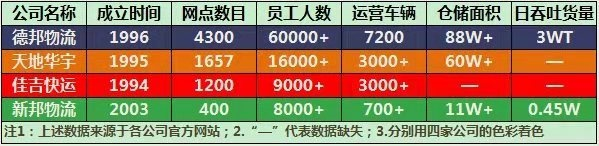 公司名称 成立时间 网点数目 员工人数 运营车辆 仓储面积 日吞吐货量
德邦物流 1996 4300 60000+ 7200 88W+ 3WT
天地华宇 1995 1657 16000+ 3000+ 60W+ —
佳吉快运 1994 1200 9000+ 3000+ — —
新邦物流 2003 400 8000+ 700+ 11W+ 0.45W
注1：上述数据来源于各公司官方网站；2.“—”代表数据缺失；3.分别用四家公司的色彩着色